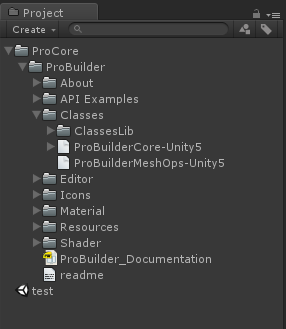 Project
Create
ProCore
ProBuilder
About
API Examples
Classes
ClassesLib
ProBuilderCore-Unity5
ProBuilderMeshOps-Unity5
Editor
Icons
Material
Resources
Shader
ProBuilder_Documentation
readme
test